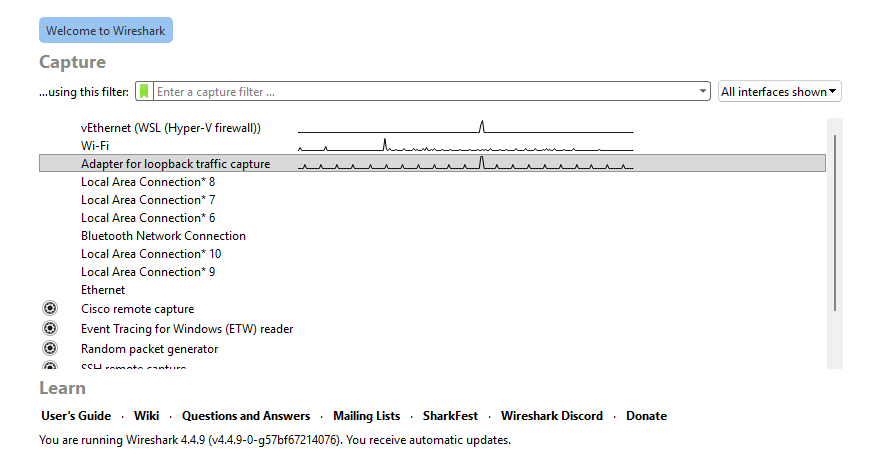 Welcome to Wireshark
Capture
...using this filter: Enter a capture filter ... All interfaces shown
vEthernet (WSL (Hyper-V firewall))
Wi-Fi
Adapter for loopback traffic capture
Local Area Connection* 8
Local Area Connection* 7
Local Area Connection* 6
Bluetooth Network Connection
Local Area Connection* 10
Local Area Connection* 9
Ethernet
Cisco remote capture
Event Tracing for Windows (ETW) reader
Random packet generator
SSH remote capture
Learn
User's Guide · Wiki · Questions and Answers · Mailing Lists · SharkFest · Wireshark Discord · Donate
You are running Wireshark 4.4.9 (v4.4.9-0-g57bf67214076). You receive automatic updates.